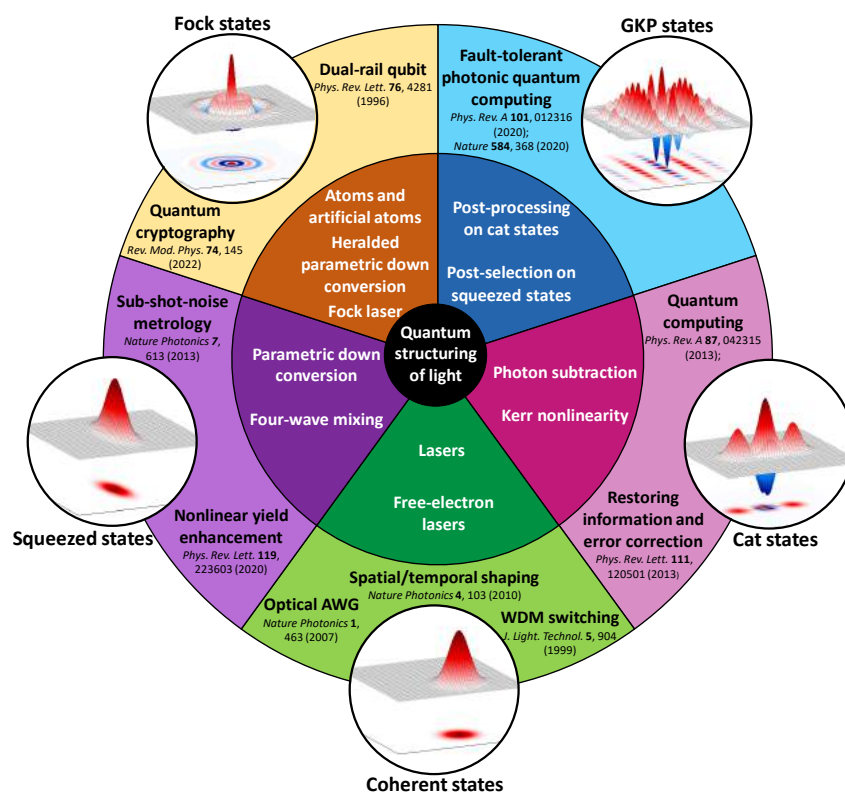 Fock states
GKP states
Dual-rail qubit
Phys. Rev. Lett. 76, 4281
(1996)
Fault-tolerant
photonic quantum
computing
Phys. Rev. A 101, 012316
(2020);
Nature 584, 368 (2020)
Quantum
cryptography
Rev. Mod. Phys. 74, 145
(2022)
Atoms and
artificial atoms
Heralded
parametric down
conversion
Fock laser
Post-processing
on cat states
Post-selection on
squeezed states
Sub-shot-noise
metrology
Nature Photonics 7,
613 (2013)
Quantum
computing
Phys. Rev. A 87, 042315
(2013);
Quantum
structuring
of light
Parametric down
conversion
Four-wave mixing
Photon subtraction
Kerr nonlinearity
Lasers
Free-electron
lasers
Squeezed states
Nonlinear yield
enhancement
Phys. Rev. Lett. 119,
223603 (2020)
Restoring
information and
error correction
Phys. Rev. Lett. 111,
120501 (2013)
Cat states
Spatial/temporal shaping
Nature Photonics 4, 103 (2010)
Optical AWG
Nature Photonics 1,
463 (2007)
WDM switching
J. Light. Technol. 5, 904
(1999)
Coherent states